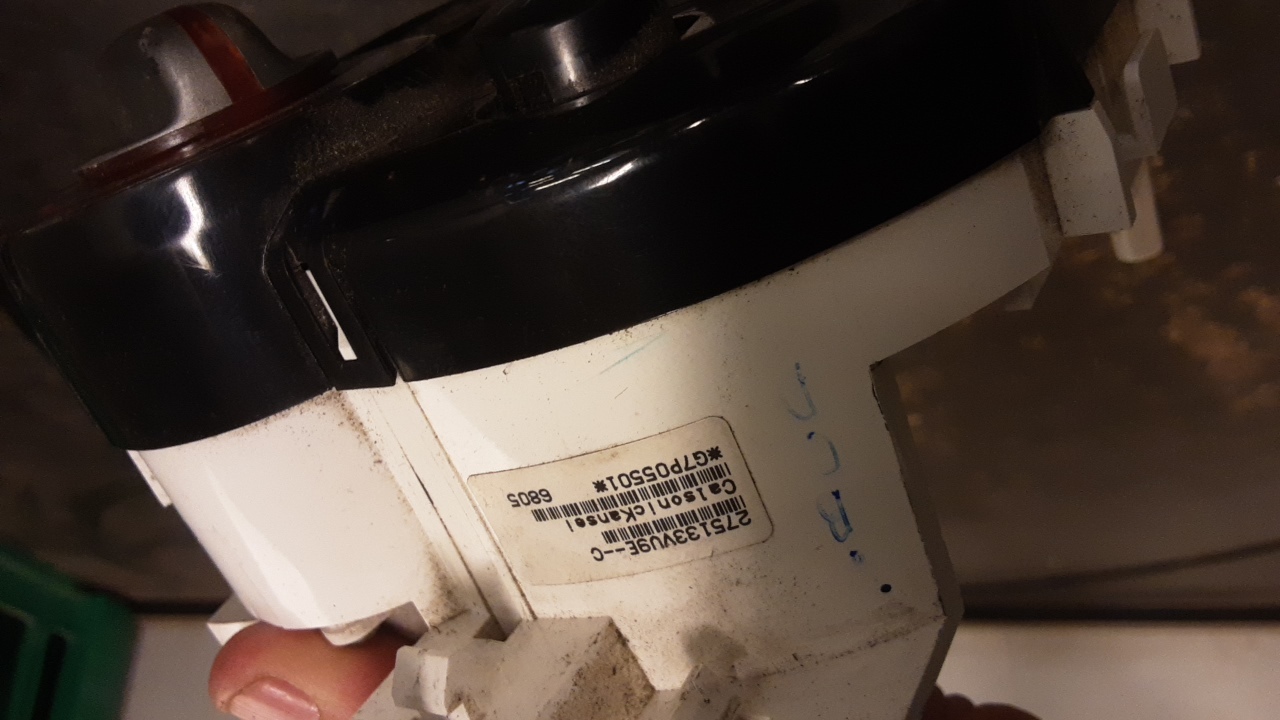 275133VU9E--C
CalsonicKansei
*G7P05501*
6805